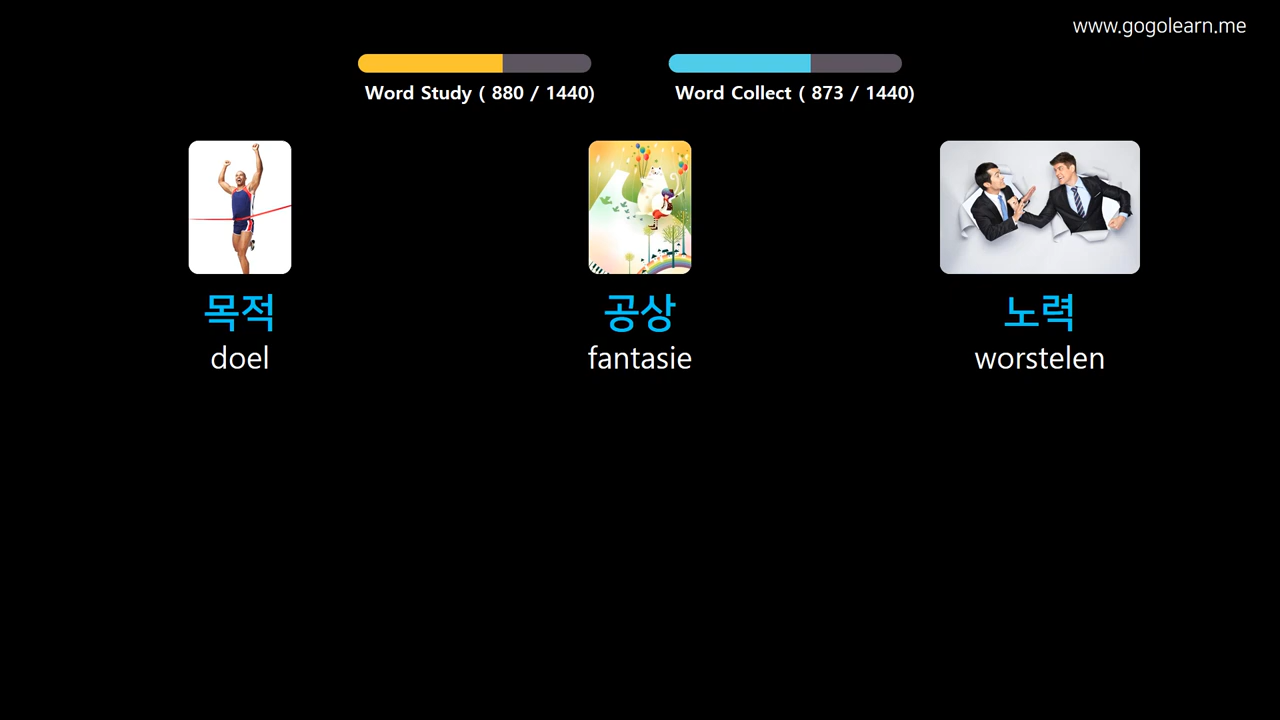 www.gogolearn.me
Word Study ( 880 / 1440)
Word Collect ( 873 / 1440)
목적
doel
공상
fantasie
노력
worstelen